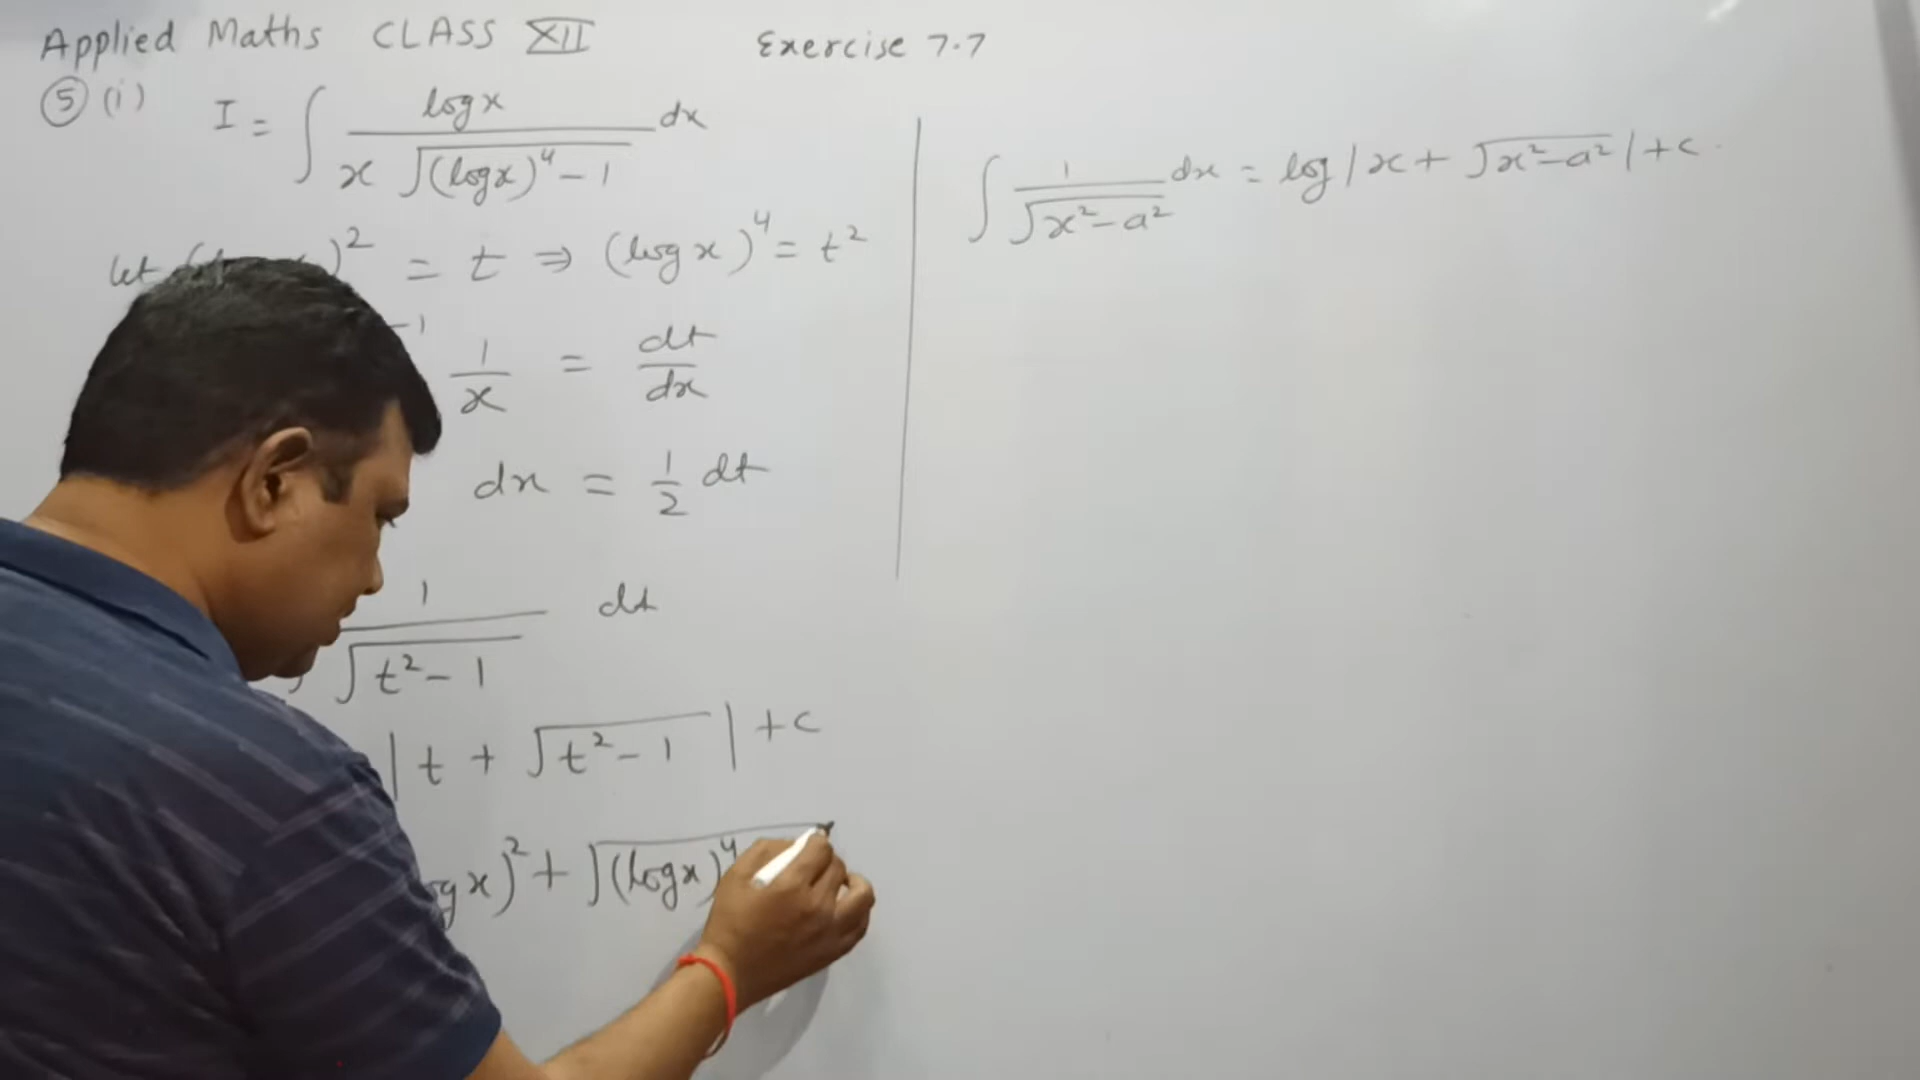 Applied Maths CLASS XII Exercise 7.7
⑤ (i) I = ∫ logx / x √((logx)⁴ - 1) dx
let ( )² = t ⇒ (logx)⁴ = t²
-1 1/x = dt/dx
dx = 1/2 dt
1 / √(t² - 1) dt
| t + √(t² - 1) | + c
gx)² + √((logx)⁴
∫ 1/√(x² - a²) dx = log | x + √(x² - a²) | + c